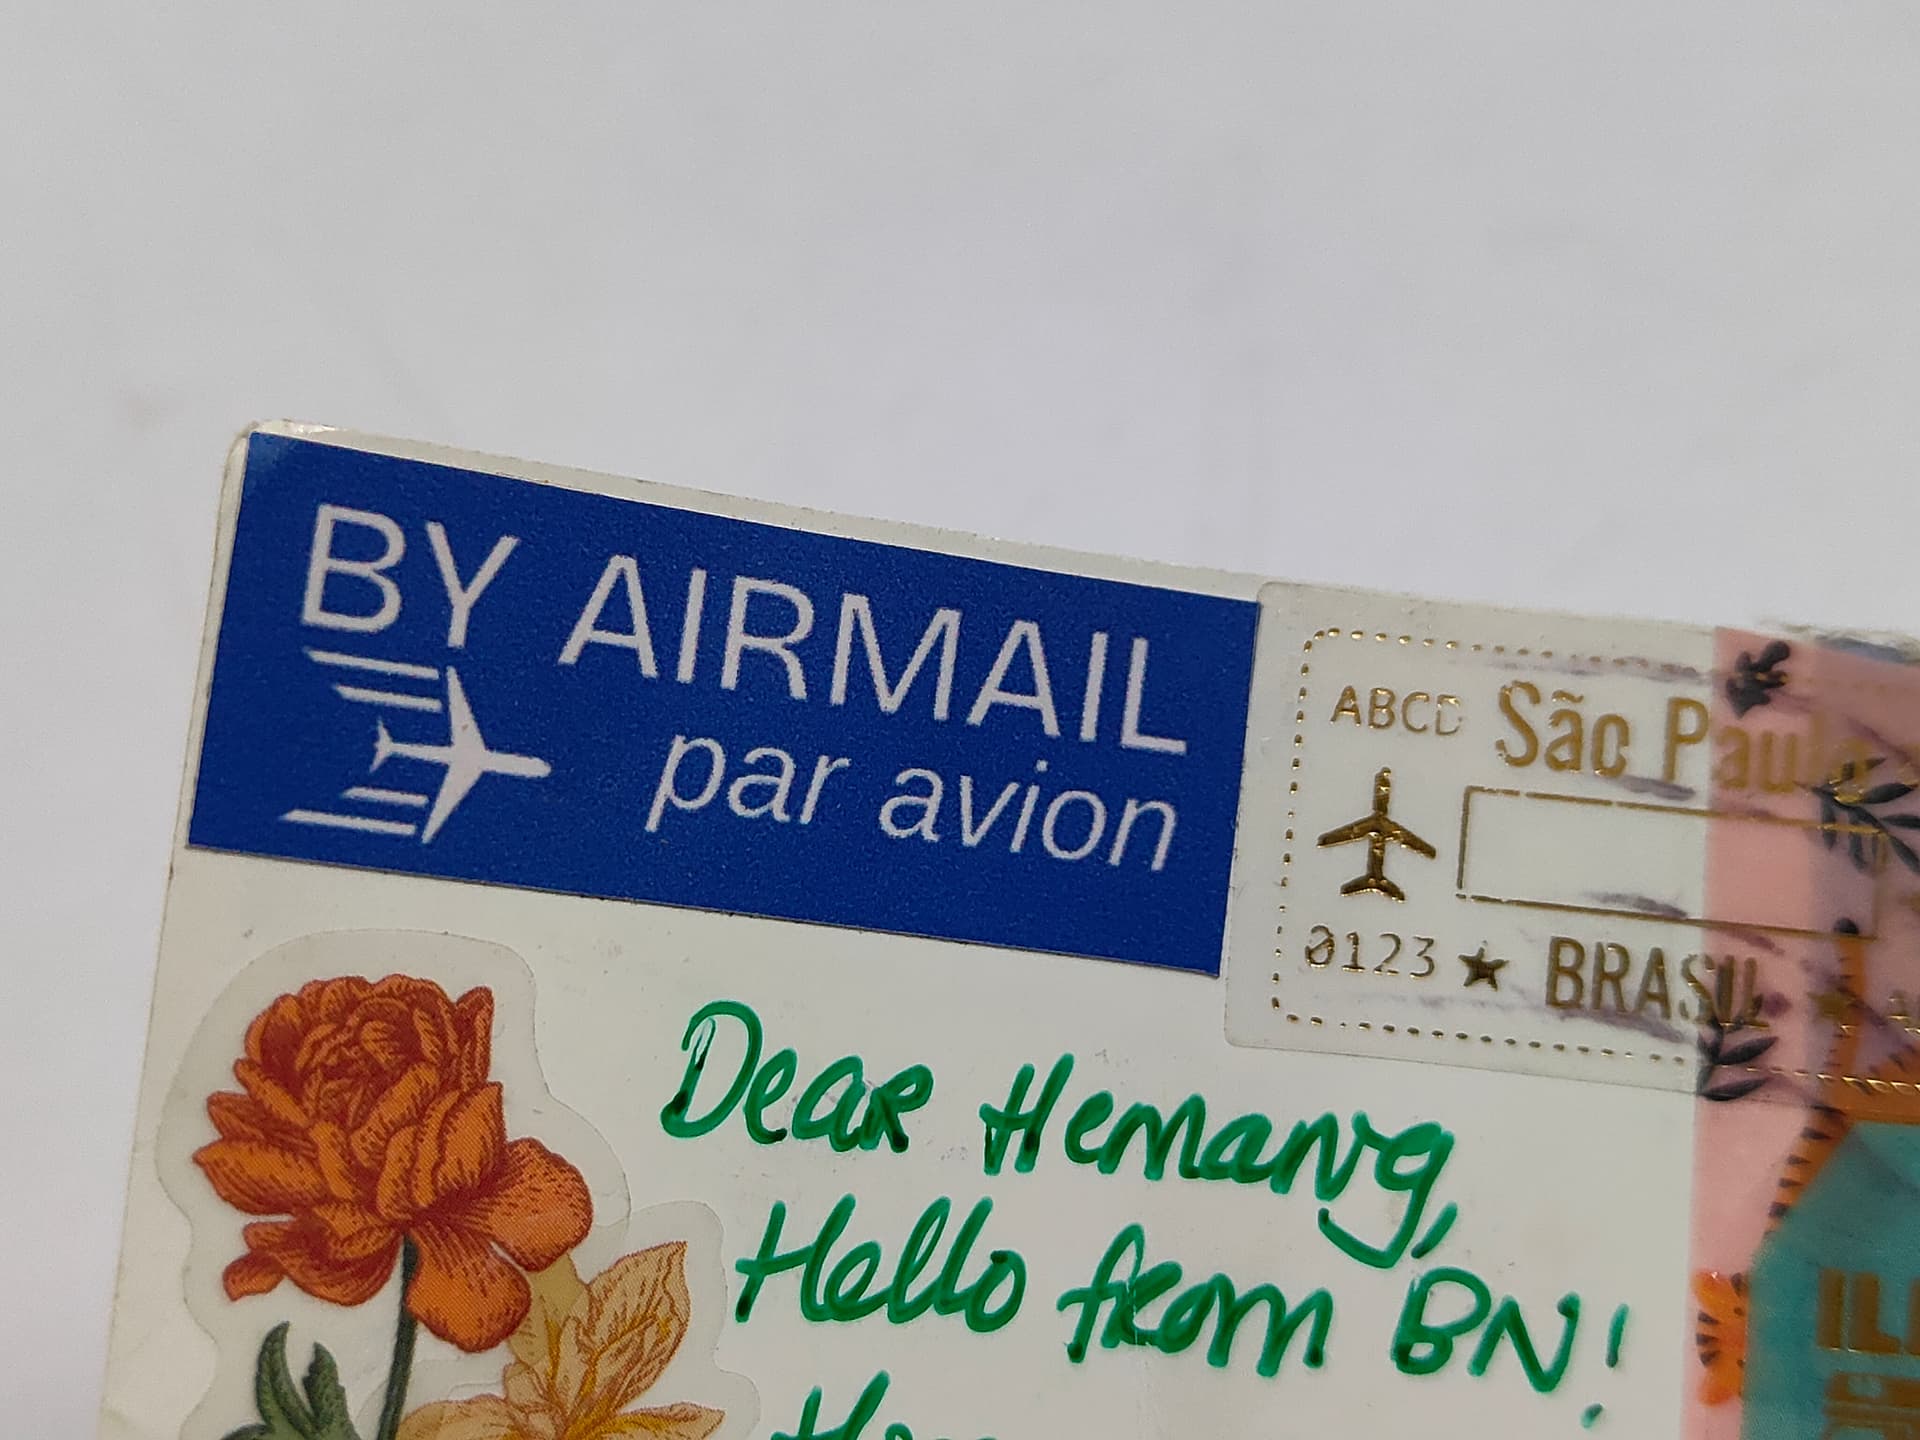 BY AIRMAIL
par avion
ABCD São Paulo
0123 ★ BRASIL ★
Dear Hemang,
Hello from BN!